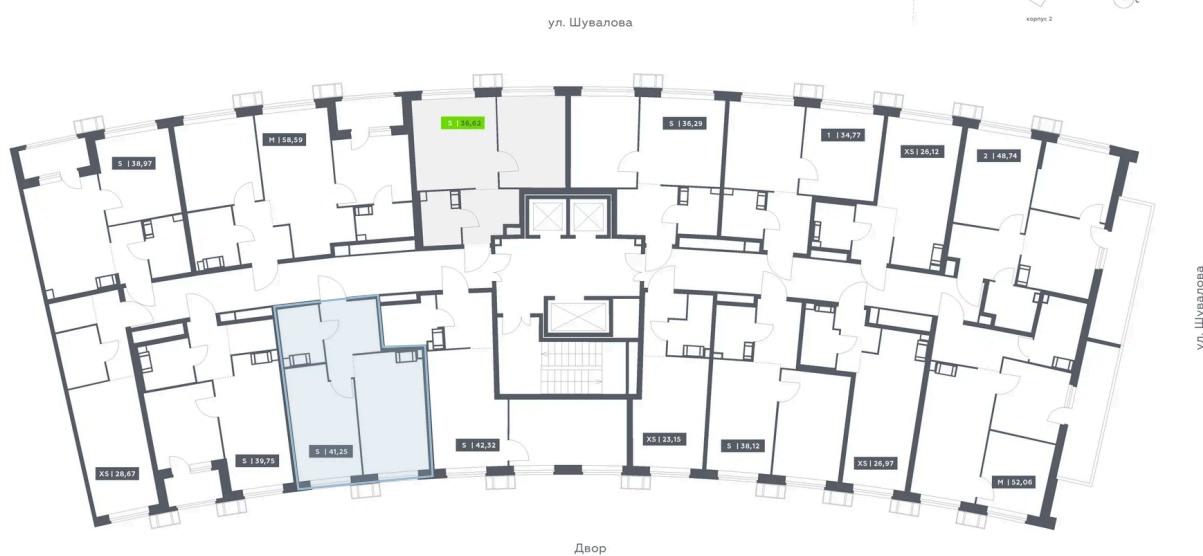 корпус 2
ул. Шувалова
S | 36,62
S | 36,29
1 | 34,77
M | 58,59
XS | 26,12
2 | 48,74
S | 38,97
ул. Шувалова
XS | 23,15
S | 42,32
S | 38,12
S | 41,25
S | 39,75
XS | 26,97
XS | 28,67
M | 52,06
Двор